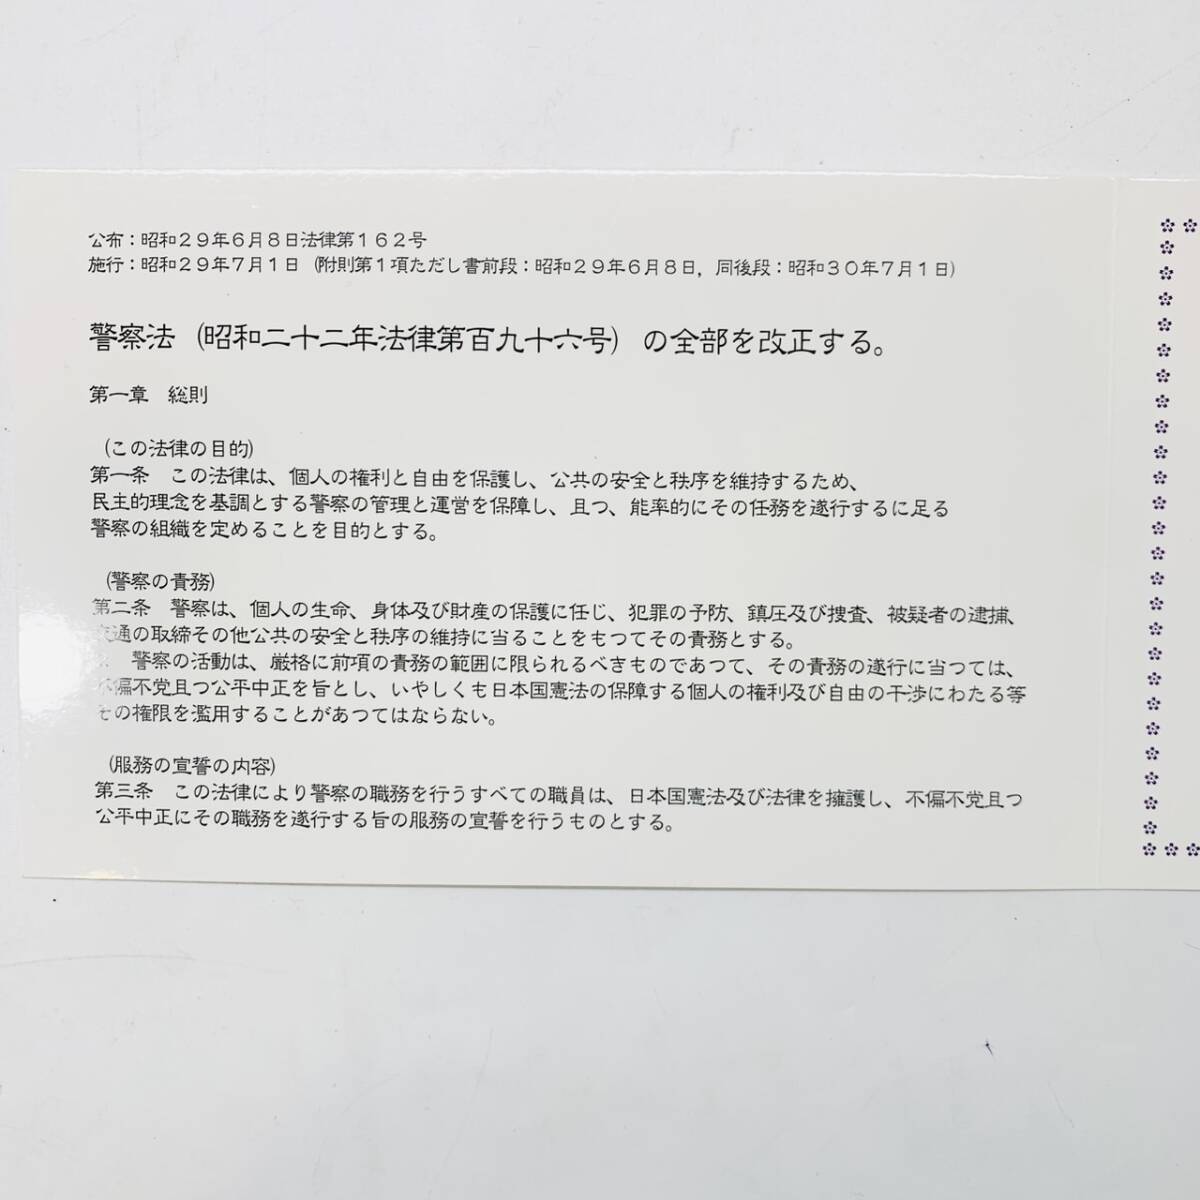 公布：昭和２９年６月８日法律第１６２号
施行：昭和２９年７月１日（附則第１項ただし書前段：昭和２９年６月８日，同後段：昭和３０年７月１日）
警察法（昭和二十二年法律第百九十六号）の全部を改正する。
第一章　総則
（この法律の目的）
第一条　この法律は、個人の権利と自由を保護し、公共の安全と秩序を維持するため、
民主的理念を基調とする警察の管理と運営を保障し、且つ、能率的にその任務を遂行するに足る
警察の組織を定めることを目的とする。
（警察の責務）
第二条　警察は、個人の生命、身体及び財産の保護に任じ、犯罪の予防、鎮圧及び捜査、被疑者の逮捕、
交通の取締その他公共の安全と秩序の維持に当ることをもつてその責務とする。
警察の活動は、厳格に前項の責務の範囲に限られるべきものであつて、その責務の遂行に当つては、
不偏不党且つ公平中正を旨とし、いやしくも日本国憲法の保障する個人の権利及び自由の干渉にわたる等
その権限を濫用することがあつてはならない。
（服務の宣誓の内容）
第三条　この法律により警察の職務を行うすべての職員は、日本国憲法及び法律を擁護し、不偏不党且つ
公平中正にその職務を遂行する旨の服務の宣誓を行うものとする。